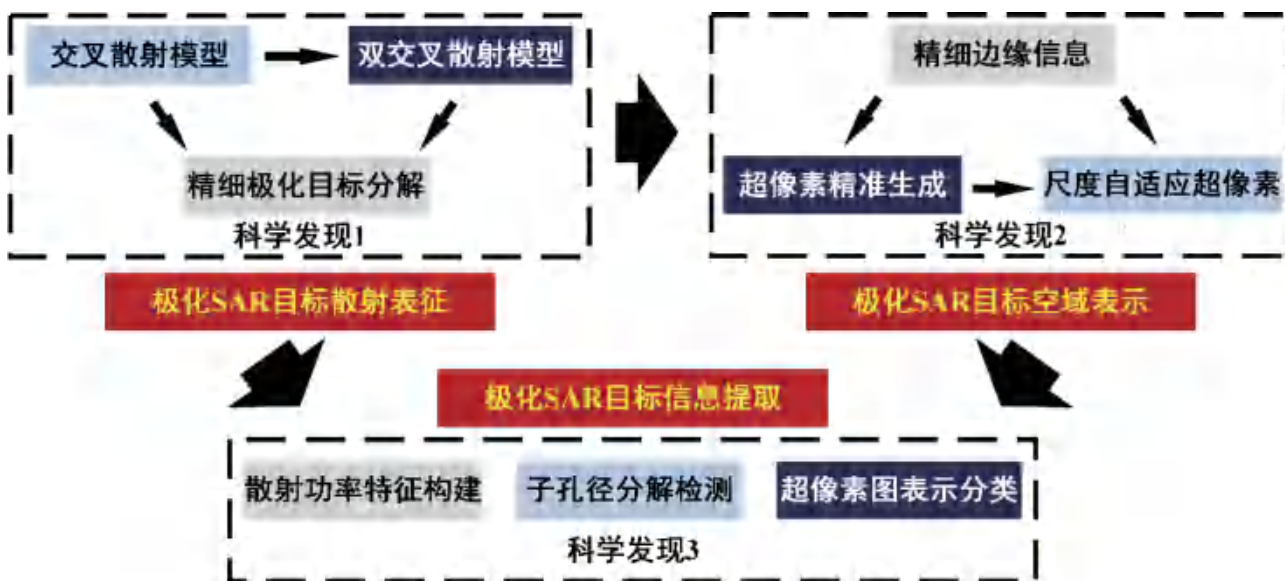 交叉散射模型
双交叉散射模型
精细极化目标分解
科学发现1
精细边缘信息
超像素精准生成
尺度自适应超像素
科学发现2
极化SAR目标散射表征
极化SAR目标空域表示
极化SAR目标信息提取
散射功率特征构建
子孔径分解检测
超像素图表示分类
科学发现3